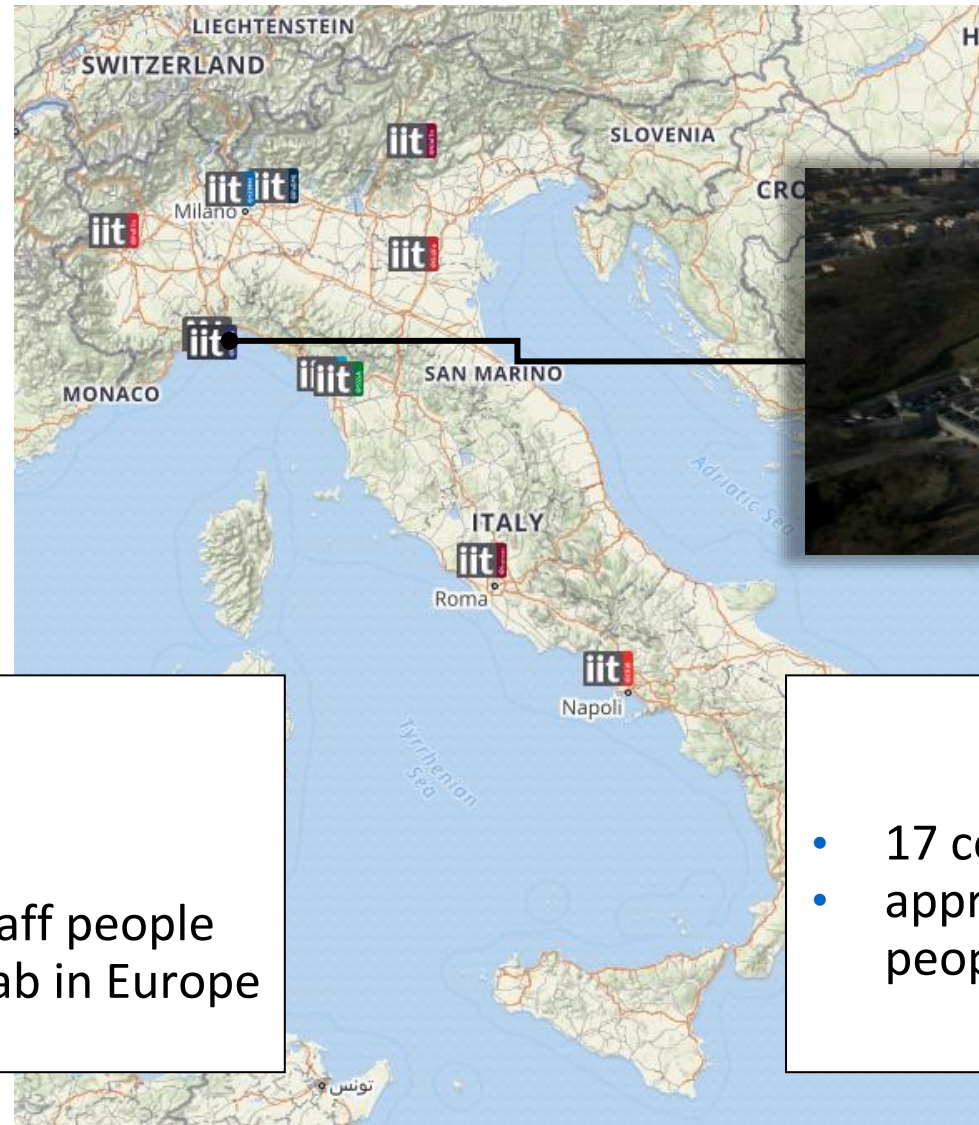 LIECHTENSTEIN
H
SWITZERLAND
iit
SLOVENIA
iit iit
CRO
Milano
iit
iit
iit
iit
SAN MARINO
MONACO
Adriatic Sea
ITALY
iit
Roma
iit
Napoli
Tyrrhenian
Sea
17 co
appr
aff people
peop
ab in Europe
تونس